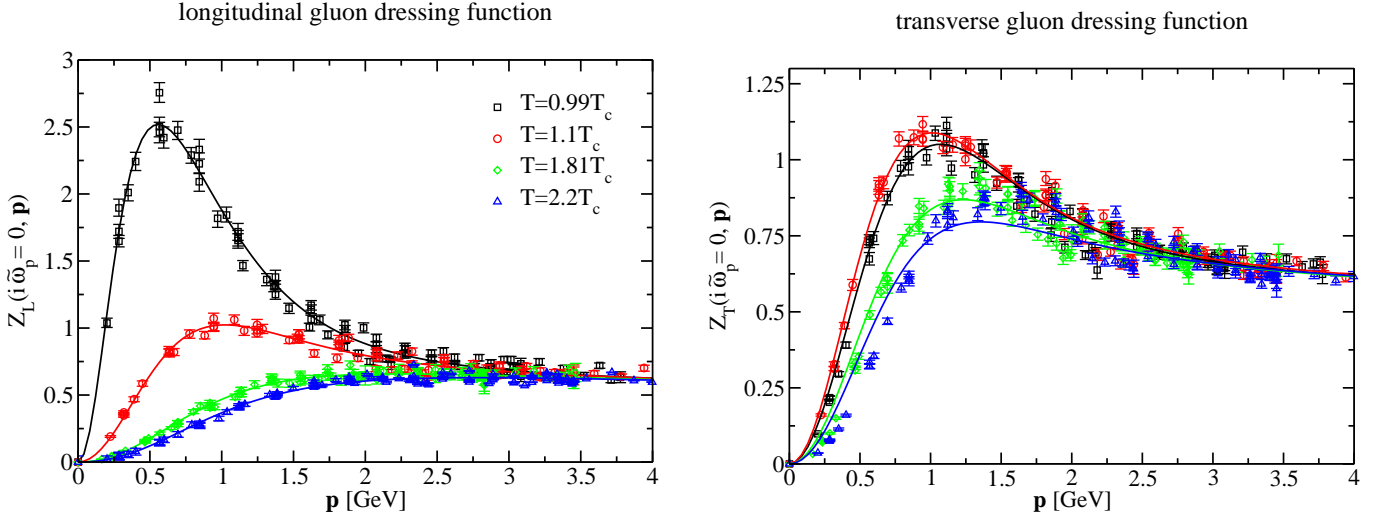 longitudinal gluon dressing function
3
2.5
2
1.5
1
0.5
0
0 0.5 1 1.5 2 2.5 3 3.5 4
p [GeV]
Z_L(i ω̃_p = 0, p)
T=0.99T_c
T=1.1T_c
T=1.81T_c
T=2.2T_c
transverse gluon dressing function
1.25
1
0.75
0.5
0.25
0
0 0.5 1 1.5 2 2.5 3 3.5 4
p [GeV]
Z_T(i ω̃_p = 0, p)